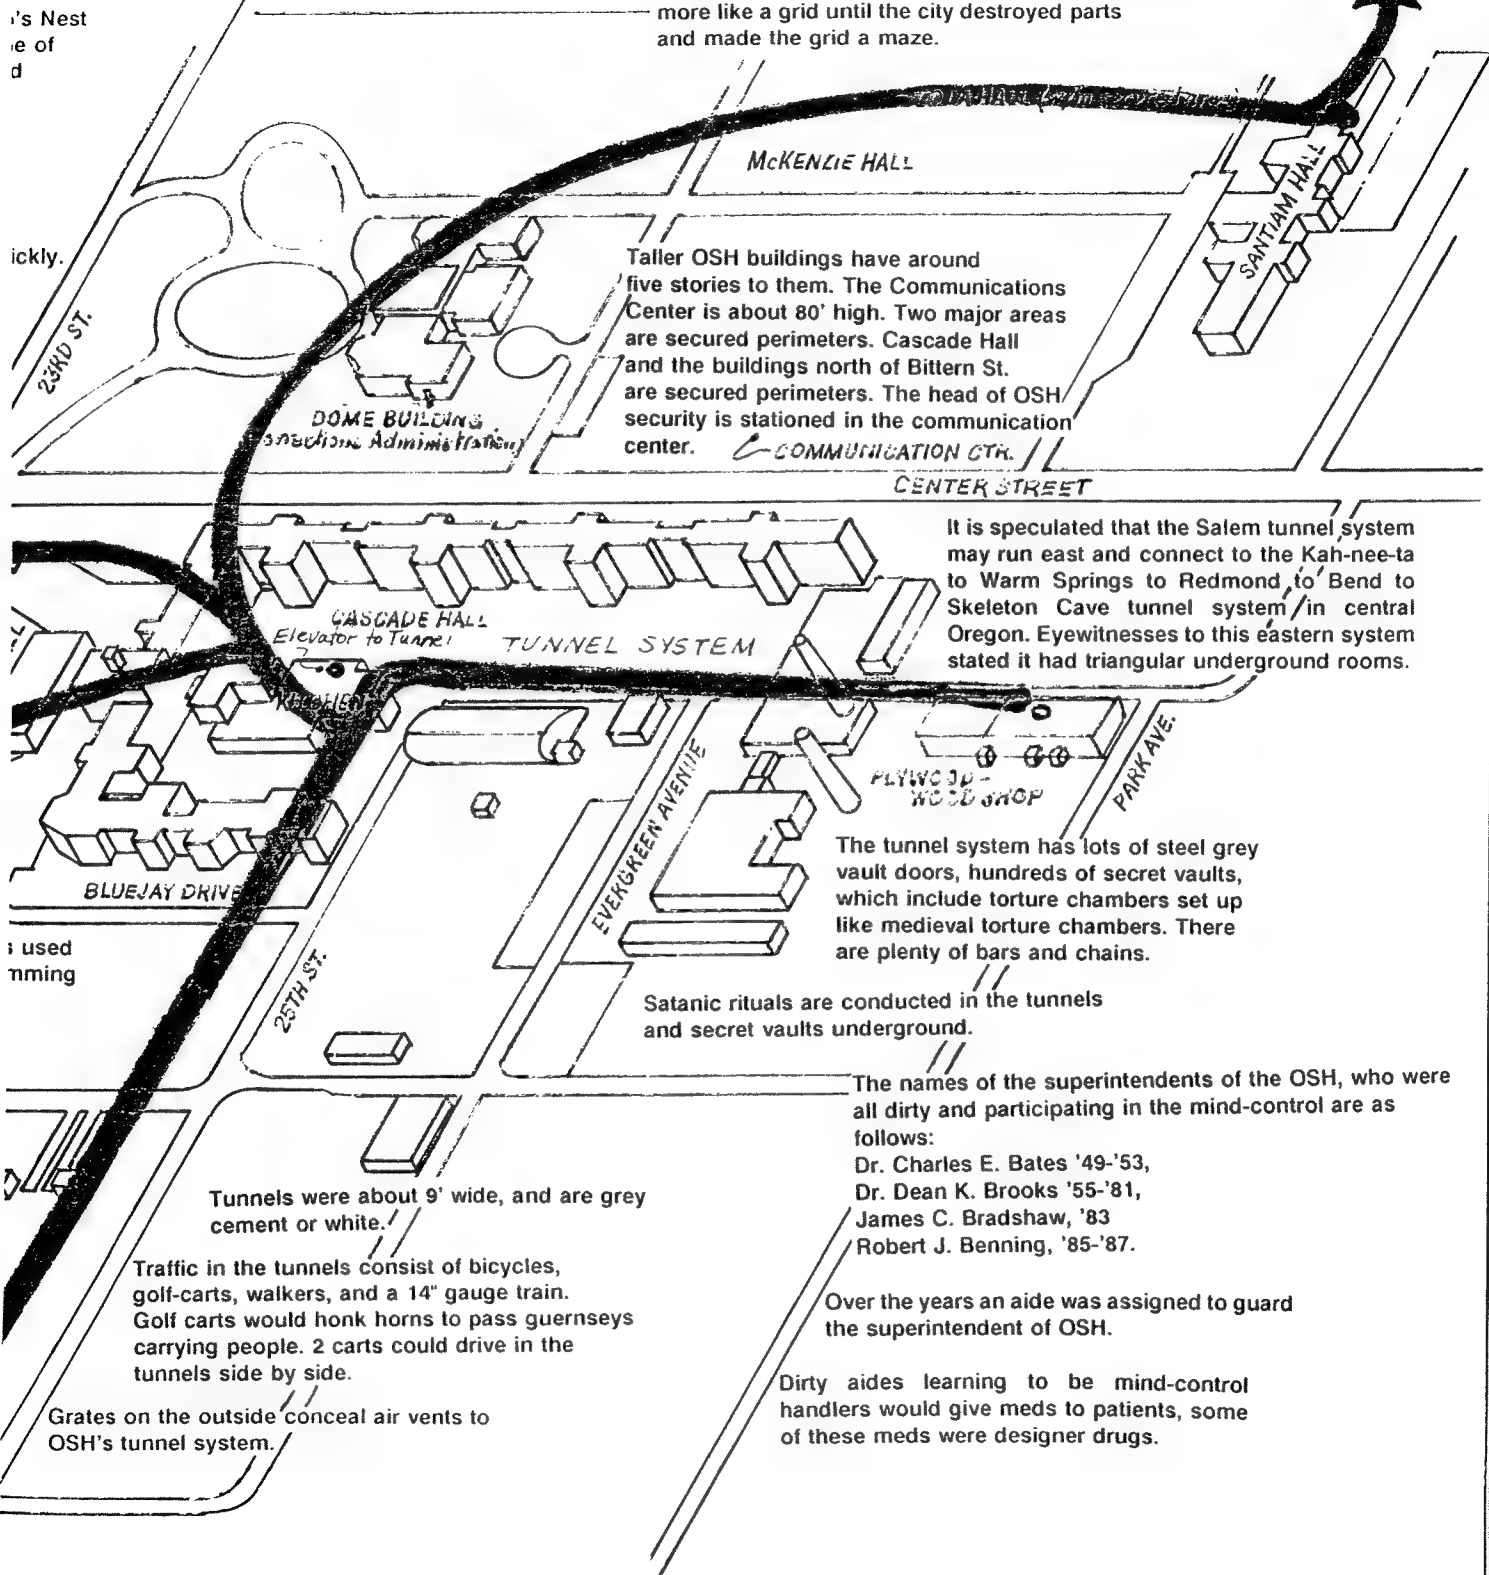 's Nest
e of
d
more like a grid until the city destroyed parts
and made the grid a maze.
McKENZIE HALL
SANTIAM HALL
ickly.
23RD ST.
Taller OSH buildings have around
five stories to them. The Communications
Center is about 80' high. Two major areas
are secured perimeters. Cascade Hall
and the buildings north of Bittern St.
are secured perimeters. The head of OSH
security is stationed in the communication
center.
COMMUNICATION CTR.
DOME BUILDING
Administration)
CENTER STREET
It is speculated that the Salem tunnel system
may run east and connect to the Kah-nee-ta
to Warm Springs to Redmond to Bend to
Skeleton Cave tunnel system in central
Oregon. Eyewitnesses to this eastern system
stated it had triangular underground rooms.
CASCADE HALL
Elevator to Tunnel
TUNNEL SYSTEM
KITCHEN
PLYWOOD -
WOOD SHOP
PARK AVE.
EVERGREEN AVENUE
The tunnel system has lots of steel grey
vault doors, hundreds of secret vaults,
which include torture chambers set up
like medieval torture chambers. There
are plenty of bars and chains.
BLUEJAY DRIVE
s used
mming
25TH ST.
Satanic rituals are conducted in the tunnels
and secret vaults underground.
The names of the superintendents of the OSH, who were
all dirty and participating in the mind-control are as
follows:
Dr. Charles E. Bates '49-'53,
Dr. Dean K. Brooks '55-'81,
James C. Bradshaw, '83
Robert J. Benning, '85-'87.
Tunnels were about 9' wide, and are grey
cement or white.
Traffic in the tunnels consist of bicycles,
golf-carts, walkers, and a 14" gauge train.
Golf carts would honk horns to pass guernseys
carrying people. 2 carts could drive in the
tunnels side by side.
Over the years an aide was assigned to guard
the superintendent of OSH.
Dirty aides learning to be mind-control
handlers would give meds to patients, some
of these meds were designer drugs.
Grates on the outside conceal air vents to
OSH's tunnel system.